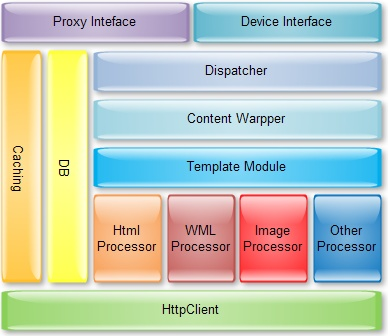 Proxy Inteface
Device Interface
Dispatcher
Content Warpper
Template Module
Caching
DB
Html
Processor
WML
Processor
Image
Processor
Other
Processor
HttpClient